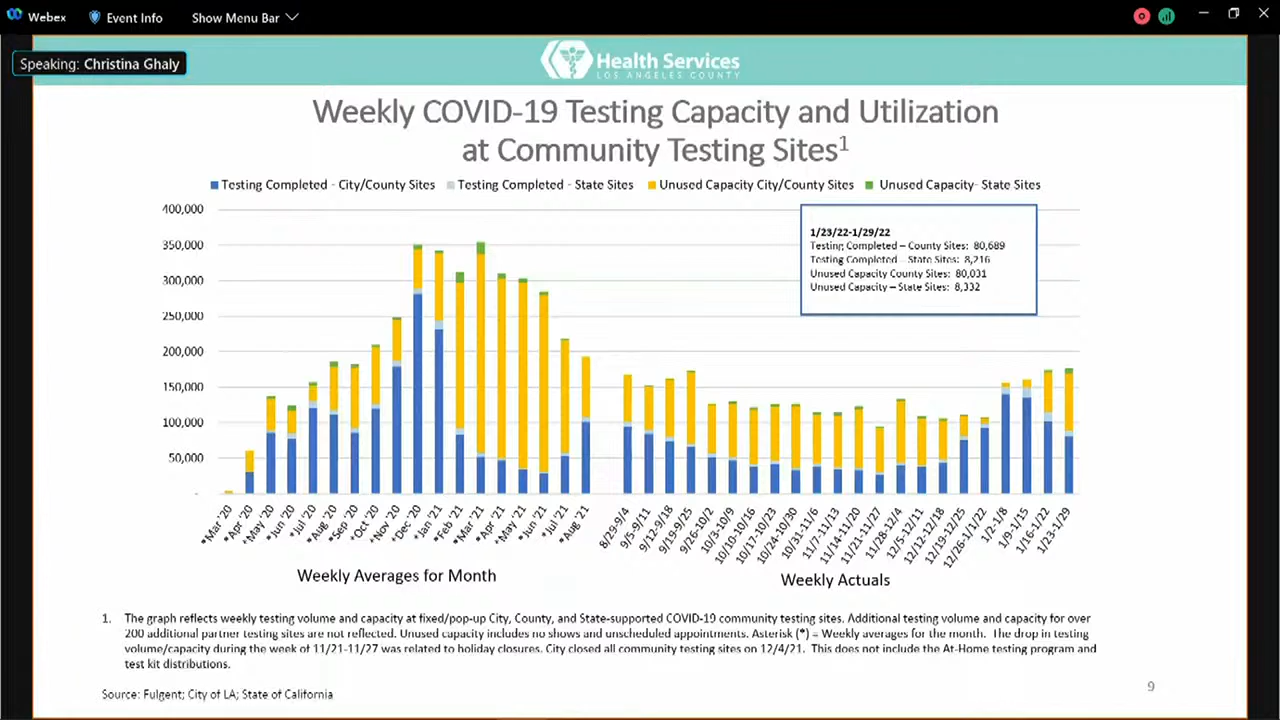 Webex
Event Info
Show Menu Bar
Speaking: Christina Ghaly
Health Services
LOS ANGELES COUNTY
Weekly COVID-19 Testing Capacity and Utilization
at Community Testing Sites1
Testing Completed - City/County Sites
Testing Completed - State Sites
Unused Capacity City/County Sites
Unused Capacity- State Sites
400,000
350,000
300,000
250,000
200,000
150,000
100,000
50,000
-
1/23/22-1/29/22
Testing Completed – County Sites: 80,689
Testing Completed – State Sites: 8,216
Unused Capacity County Sites: 80,031
Unused Capacity – State Sites: 8,332
*Mar '20
*Apr '20
*May '20
*Jun '20
*Jul '20
*Aug '20
*Sep '20
*Oct '20
*Nov '20
*Dec '20
*Jan '21
*Feb '21
*Mar '21
*Apr '21
*May '21
*Jun '21
*Jul '21
*Aug '21
8/29-9/4
9/5-9/11
9/12-9/18
9/19-9/25
9/26-10/2
10/3-10/9
10/10-10/16
10/17-10/23
10/24-10/30
10/31-11/6
11/7-11/13
11/14-11/20
11/21-11/27
11/28-12/4
12/5-12/11
12/12-12/18
12/19-12/25
12/26-1/1/22
1/2-1/8
1/9-1/15
1/16-1/22
1/23-1/29
Weekly Averages for Month
Weekly Actuals
1. The graph reflects weekly testing volume and capacity at fixed/pop-up City, County, and State-supported COVID-19 community testing sites. Additional testing volume and capacity for over
200 additional partner testing sites are not reflected. Unused capacity includes no shows and unscheduled appointments. Asterisk (*) = Weekly averages for the month. The drop in testing
volume/capacity during the week of 11/21-11/27 was related to holiday closures. City closed all community testing sites on 12/4/21. This does not include the At-Home testing program and
test kit distributions.
Source: Fulgent; City of LA; State of California
9